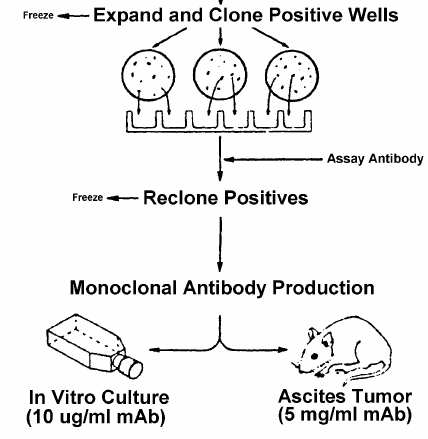 Freeze
Expand and Clone Positive Wells
Assay Antibody
Freeze
Reclone Positives
Monoclonal Antibody Production
In Vitro Culture
(10 ug/ml mAb)
Ascites Tumor
(5 mg/ml mAb)